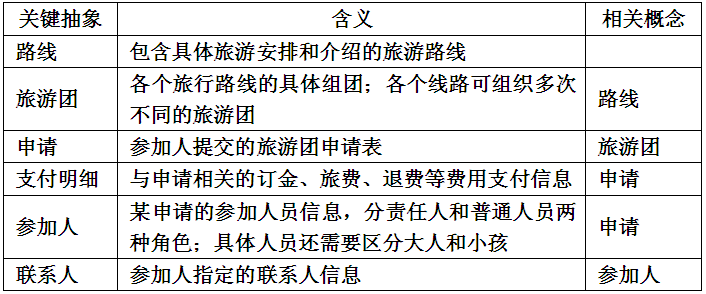 关键抽象 含义 相关概念
路线 包含具体旅游安排和介绍的旅游路线
旅游团 各个旅行路线的具体组团；各个线路可组织多次
不同的旅游团 路线
申请 参加人提交的旅游团申请表 旅游团
支付明细 与申请相关的订金、旅费、退费等费用支付信息 申请
参加人 某申请的参加人员信息，分责任人和普通人员两
种角色；具体人员还需要区分大人和小孩 申请
联系人 参加人指定的联系人信息 参加人